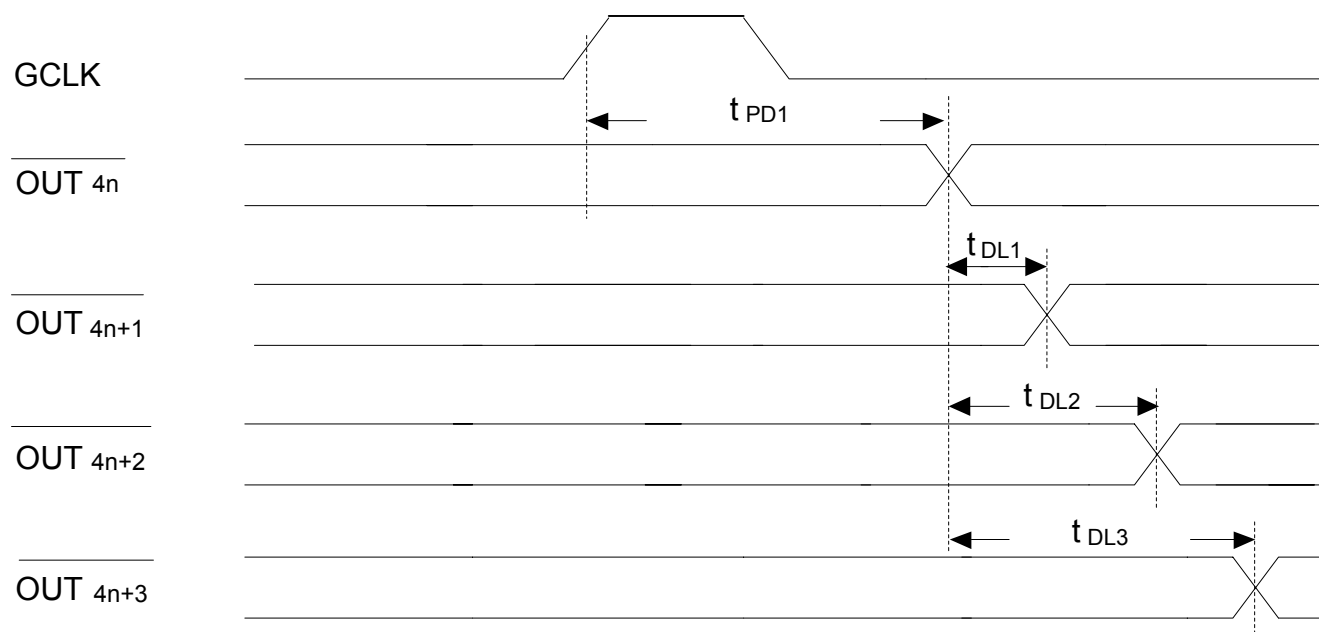 GCLK
t PD1
OUT 4n
t DL1
OUT 4n+1
t DL2
OUT 4n+2
t DL3
OUT 4n+3